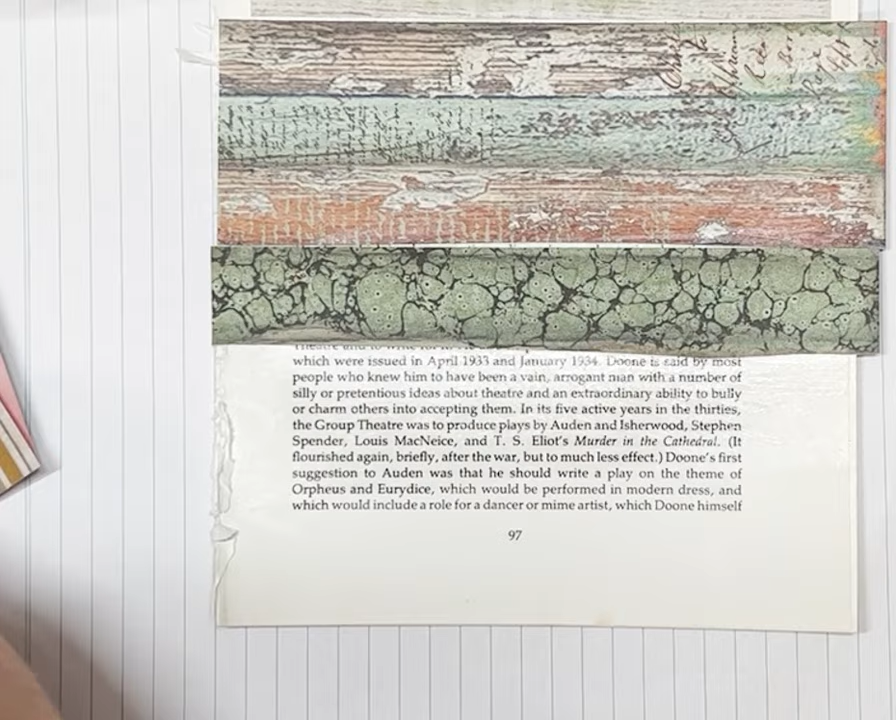 which were issued in April 1933 and January 1934. Doone is said by most
people who knew him to have been a vain, arrogant man with a number of
silly or pretentious ideas about theatre and an extraordinary ability to bully
or charm others into accepting them. In its five active years in the thirties,
the Group Theatre was to produce plays by Auden and Isherwood, Stephen
Spender, Louis MacNeice, and T. S. Eliot's Murder in the Cathedral. (It
flourished again, briefly, after the war, but to much less effect.) Doone's first
suggestion to Auden was that he should write a play on the theme of
Orpheus and Eurydice, which would be performed in modern dress, and
which would include a role for a dancer or mime artist, which Doone himself
97